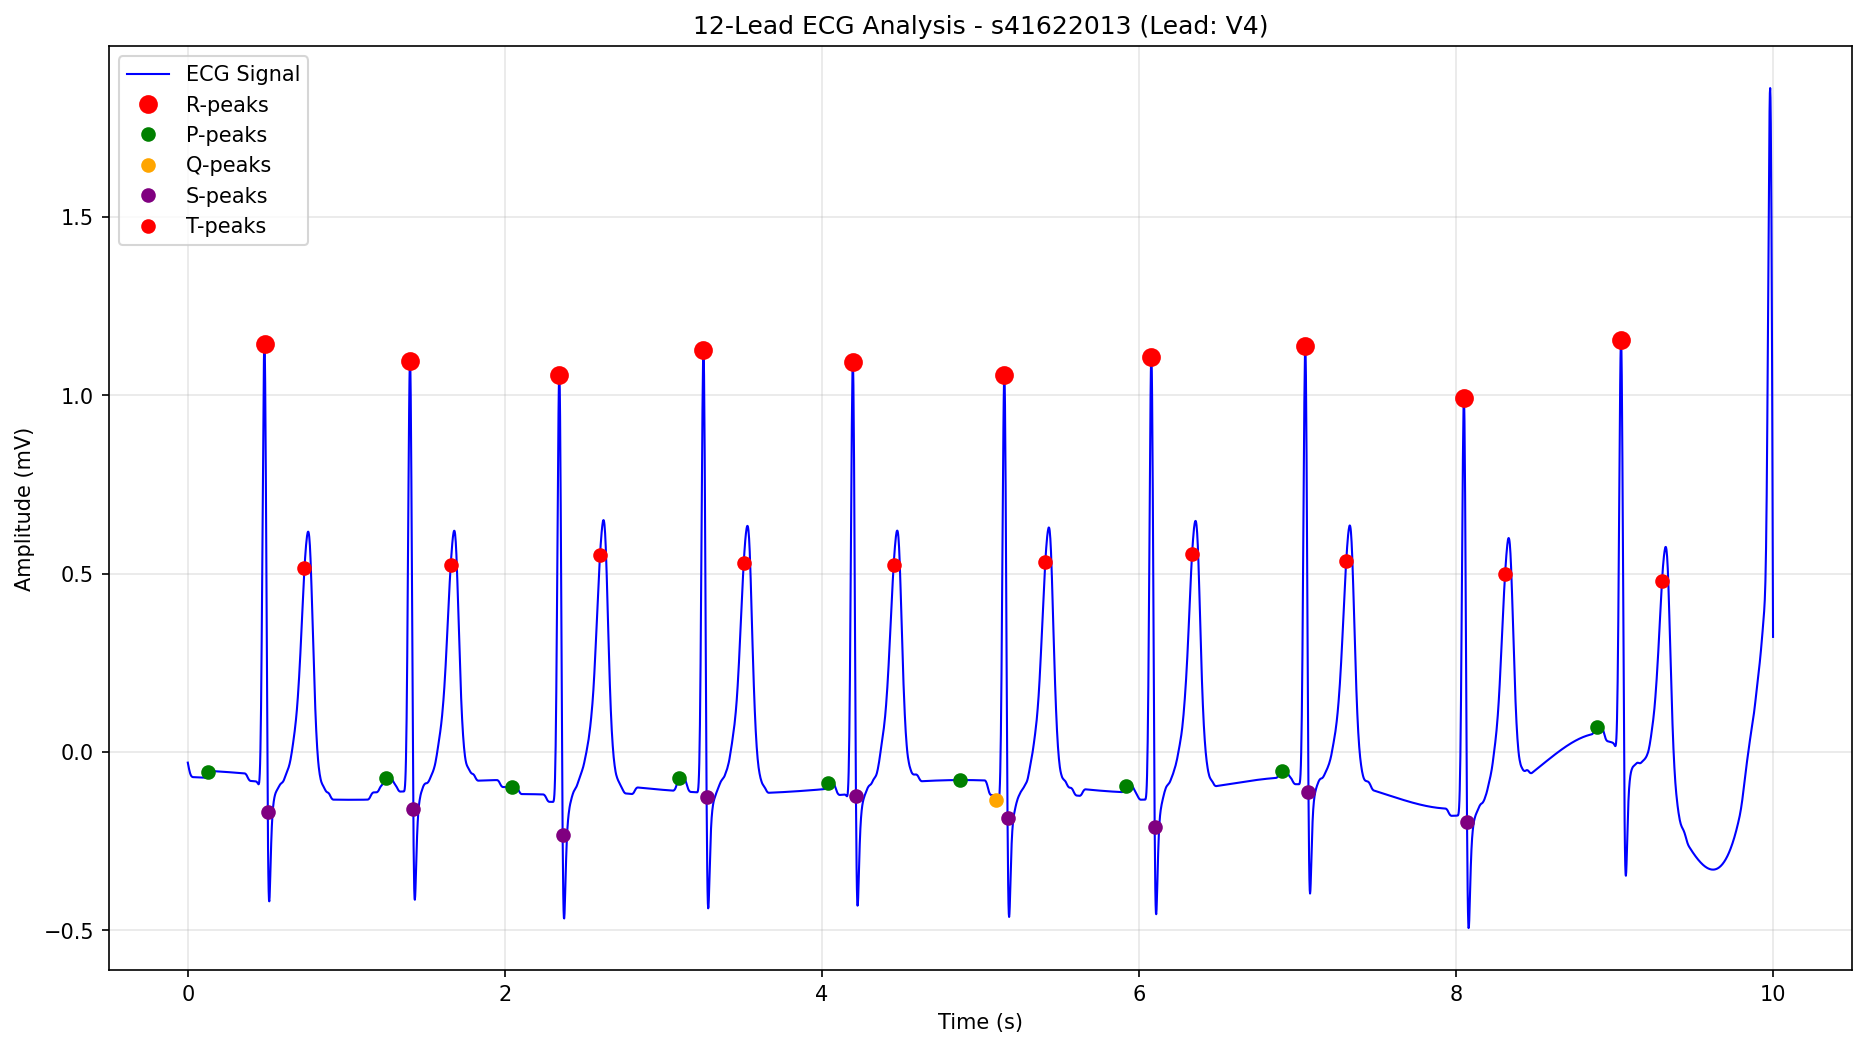 12-Lead ECG Analysis - s41622013 (Lead: V4)
ECG Signal
R-peaks
P-peaks
Q-peaks
S-peaks
T-peaks
Amplitude (mV)
1.5
1.0
0.5
0.0
−0.5
0 2 4 6 8 10
Time (s)